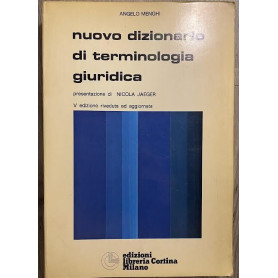 ANGELO MENGHI
nuovo dizionario
di terminologia
giuridica
presentazione di NICOLA JAEGER
V edizione riveduta ed aggiornata
edizioni
libreria Cortina
Milano